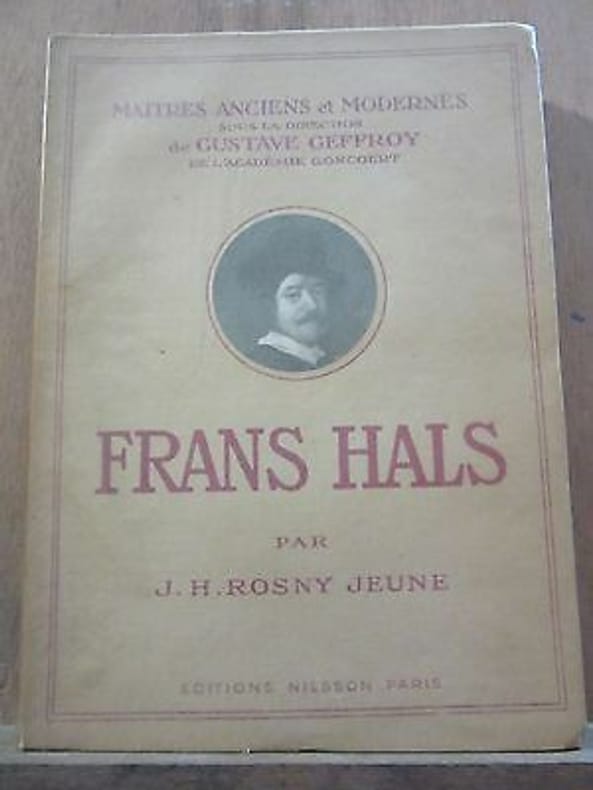 MAITRES ANCIENS et MODERNES
SOUS LA DIRECTION
de GUSTAVE GEFFROY
DE L'ACADÉMIE GONCOURT
FRANS HALS
PAR
J. H. ROSNY JEUNE
EDITIONS NILSSON PARIS